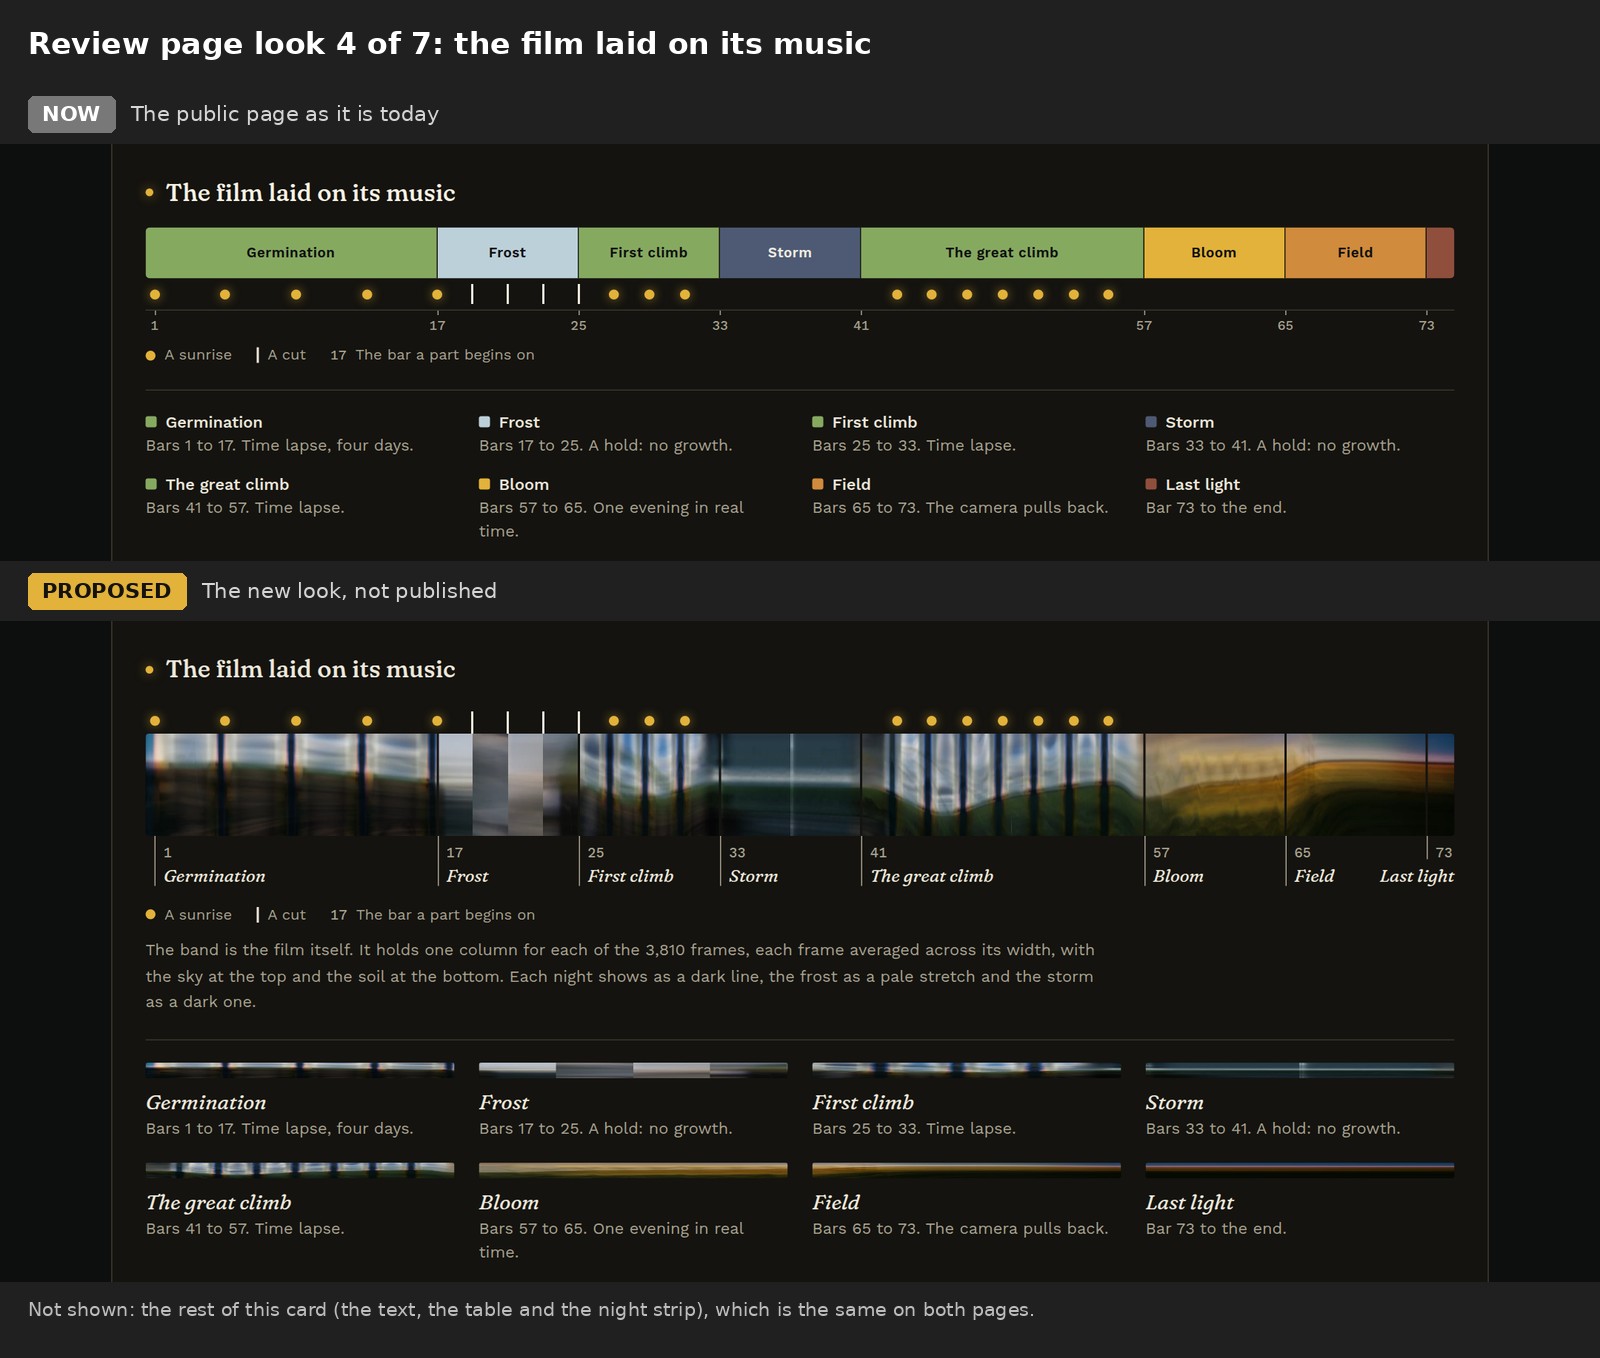 Review page look 4 of 7: the film laid on its music
NOW The public page as it is today
The film laid on its music
Germination Frost First climb Storm The great climb Bloom Field
1 17 25 33 41 57 65 73
A sunrise A cut 17 The bar a part begins on
Germination Frost First climb Storm
Bars 1 to 17. Time lapse, four days. Bars 17 to 25. A hold: no growth. Bars 25 to 33. Time lapse. Bars 33 to 41. A hold: no growth.
The great climb Bloom Field Last light
Bars 41 to 57. Time lapse. Bars 57 to 65. One evening in real Bars 65 to 73. The camera pulls back. Bar 73 to the end.
time.
PROPOSED The new look, not published
The film laid on its music
1 17 25 33 41 57 65 73
Germination Frost First climb Storm The great climb Bloom Field Last light
A sunrise A cut 17 The bar a part begins on
The band is the film itself. It holds one column for each of the 3,810 frames, each frame averaged across its width, with
the sky at the top and the soil at the bottom. Each night shows as a dark line, the frost as a pale stretch and the storm
as a dark one.
Germination Frost First climb Storm
Bars 1 to 17. Time lapse, four days. Bars 17 to 25. A hold: no growth. Bars 25 to 33. Time lapse. Bars 33 to 41. A hold: no growth.
The great climb Bloom Field Last light
Bars 41 to 57. Time lapse. Bars 57 to 65. One evening in real Bars 65 to 73. The camera pulls back. Bar 73 to the end.
time.
Not shown: the rest of this card (the text, the table and the night strip), which is the same on both pages.